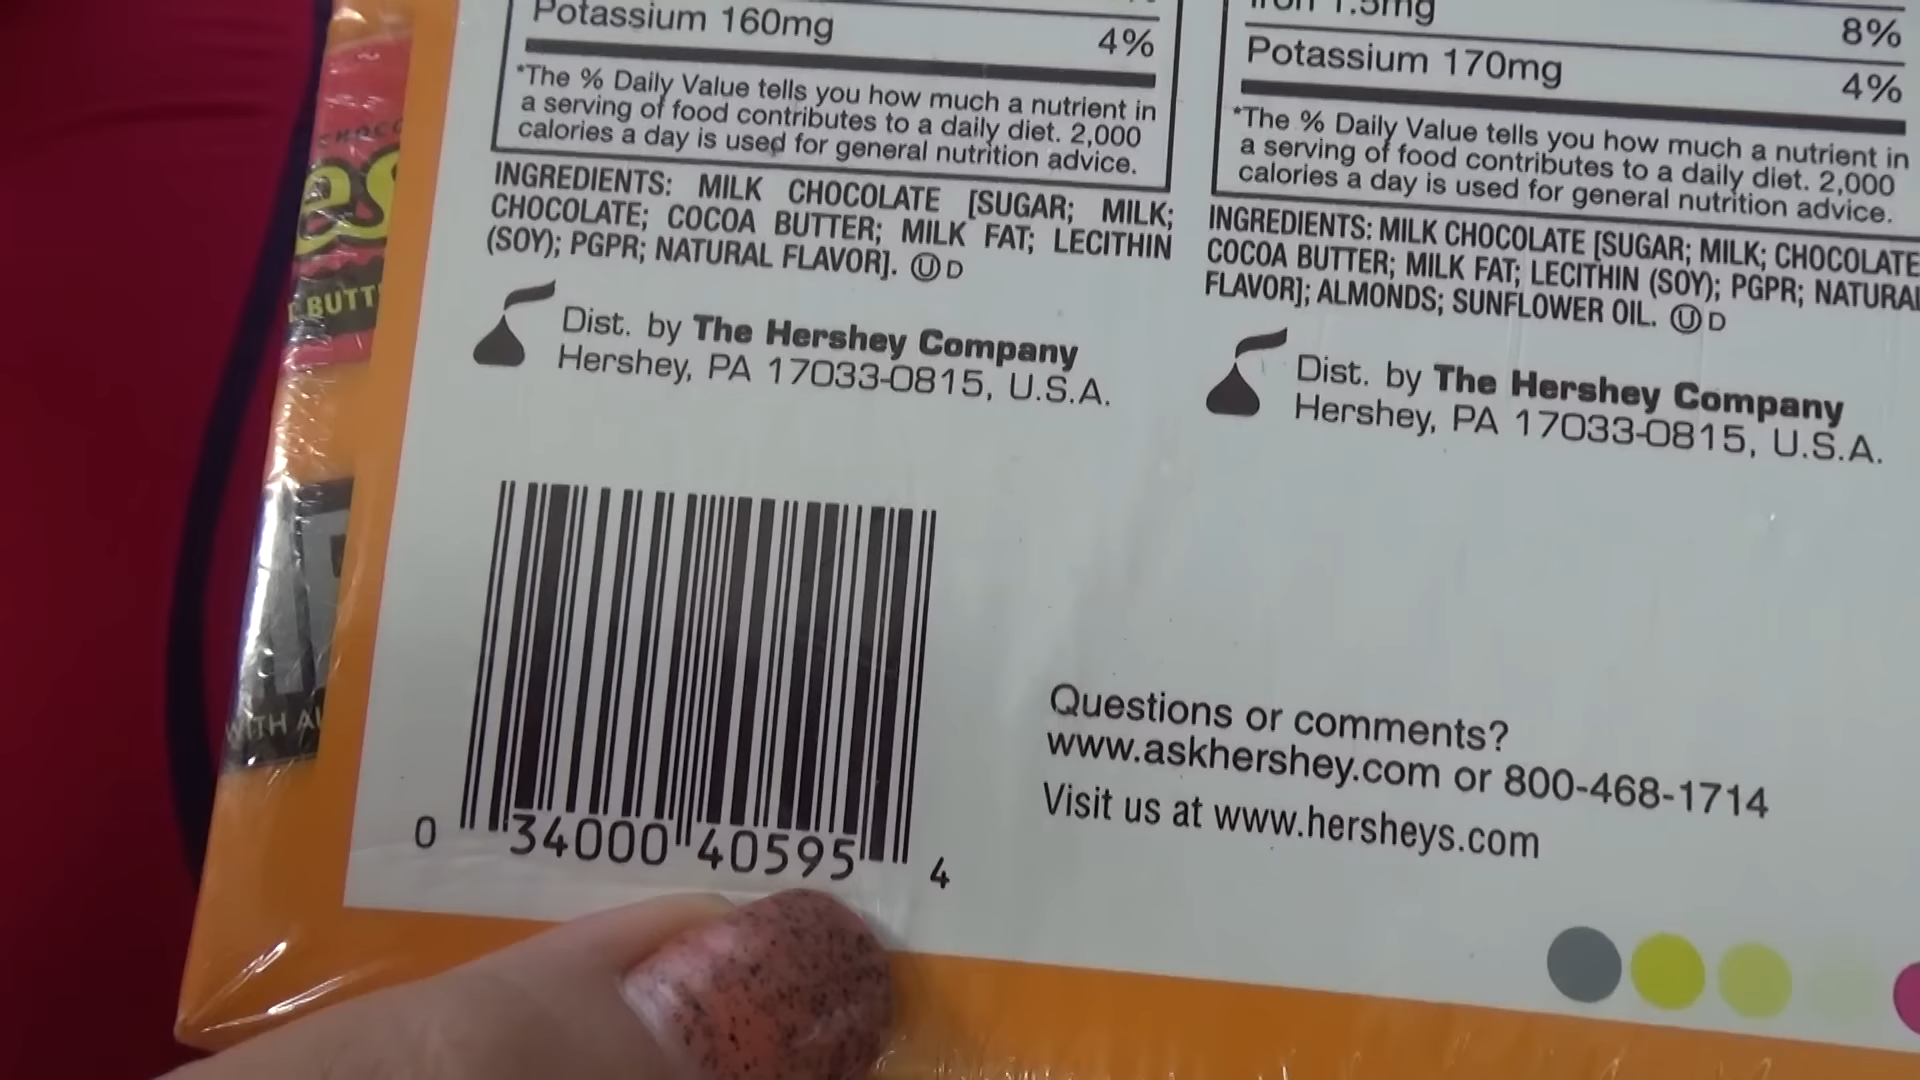 Potassium 160mg 4%
*The % Daily Value tells you how much a nutrient in
a serving of food contributes to a daily diet. 2,000
calories a day is used for general nutrition advice.
INGREDIENTS: MILK CHOCOLATE [SUGAR; MILK;
CHOCOLATE; COCOA BUTTER; MILK FAT; LECITHIN
(SOY); PGPR; NATURAL FLAVOR]. U D
Dist. by The Hershey Company
Hershey, PA 17033-0815, U.S.A.
0 34000 40595 4
Iron 1.5mg 8%
Potassium 170mg 4%
*The % Daily Value tells you how much a nutrient in
a serving of food contributes to a daily diet. 2,000
calories a day is used for general nutrition advice.
INGREDIENTS: MILK CHOCOLATE [SUGAR; MILK; CHOCOLATE
COCOA BUTTER; MILK FAT; LECITHIN (SOY); PGPR; NATURAL
FLAVOR]; ALMONDS; SUNFLOWER OIL. U D
Dist. by The Hershey Company
Hershey, PA 17033-0815, U.S.A.
Questions or comments?
www.askhershey.com or 800-468-1714
Visit us at www.hersheys.com
WITH